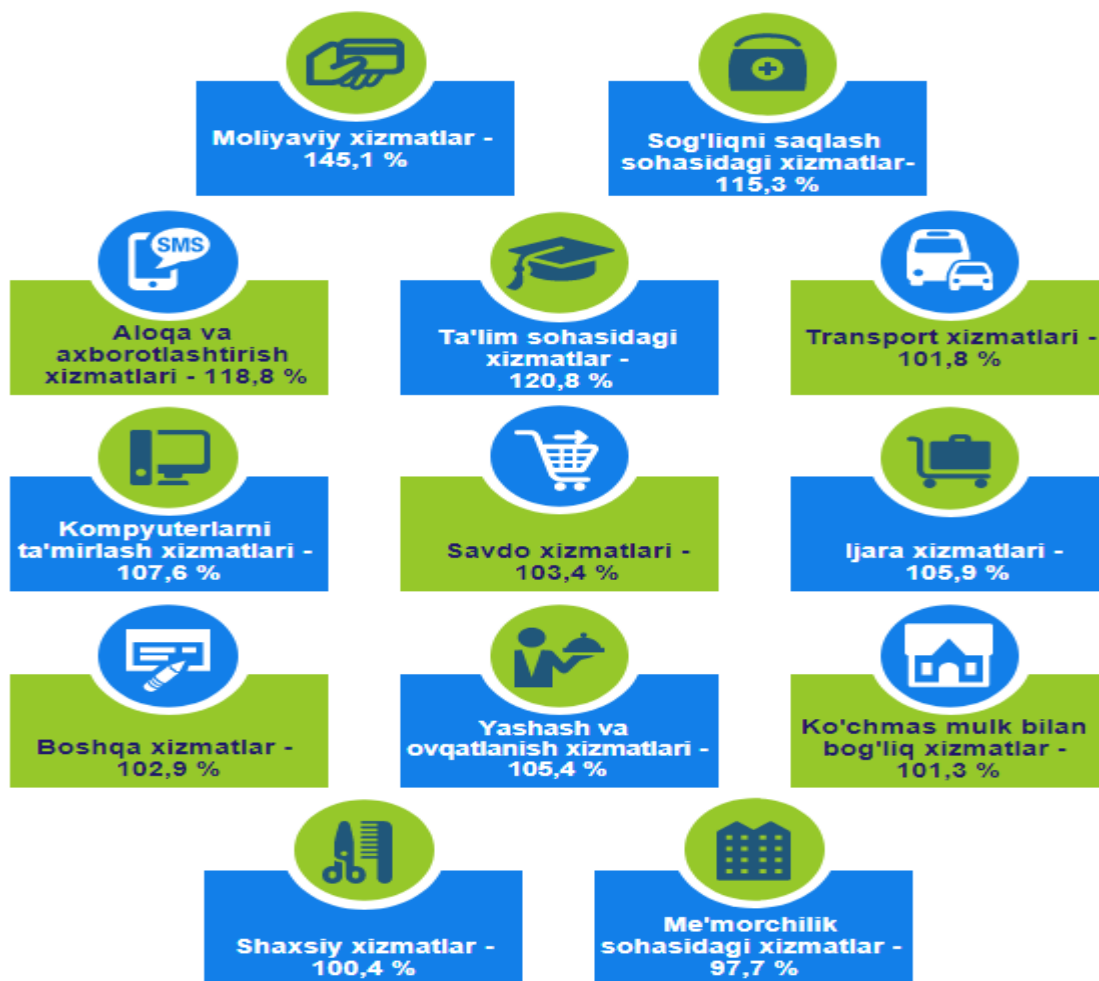 Moliyaviy xizmatlar -
145,1 %
Sog'liqni saqlash
sohasidagi xizmatlar-
115,3 %
SMS
Aloqa va
axborotlashtirish
xizmatlari - 118,8 %
Ta'lim sohasidagi
xizmatlar -
120,8 %
Transport xizmatlari -
101,8 %
Kompyuterlarni
ta'mirlash xizmatlari -
107,6 %
Savdo xizmatlari -
103,4 %
Ijara xizmatlari -
105,9 %
Boshqa xizmatlar -
102,9 %
Yashash va
ovqatlanish xizmatlari -
105,4 %
Ko'chmas mulk bilan
bog'liq xizmatlar -
101,3 %
Shaxsiy xizmatlar -
100,4 %
Me'morchilik
sohasidagi xizmatlar -
97,7 %